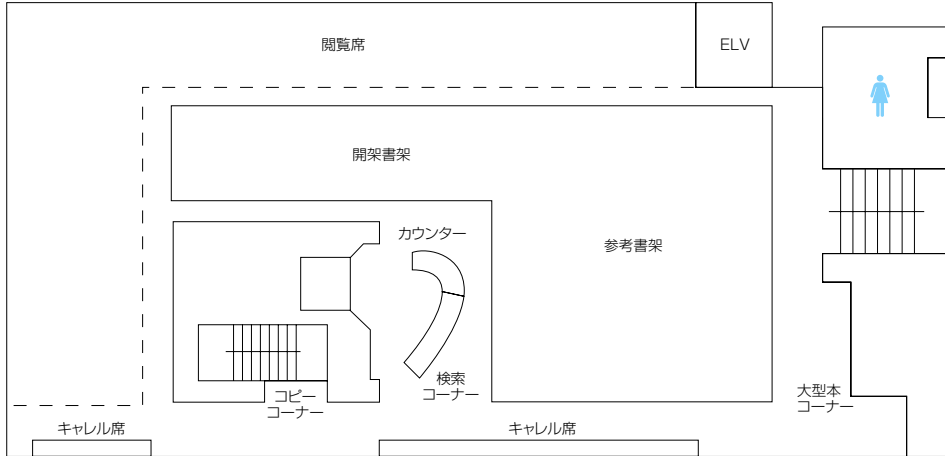 閲覧席
ELV
開架書架
カウンター
参考書架
検索
コーナー
コピー
コーナー
大型本
コーナー
キャレル席
キャレル席